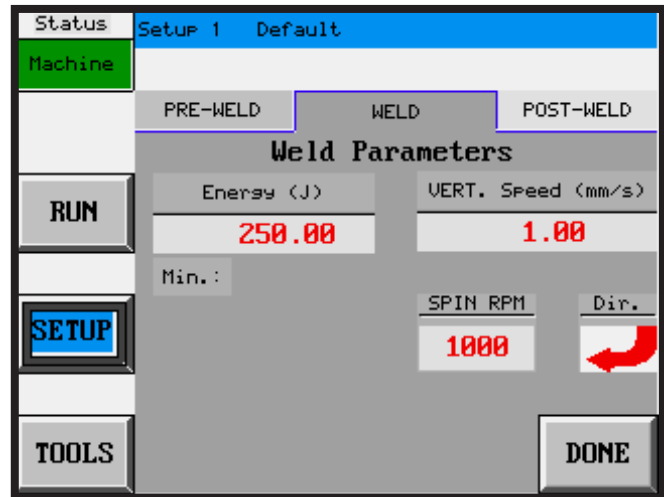 Status
Setup 1 Default
Machine
PRE-WELD WELD POST-WELD
Weld Parameters
Energy (J) VERT. Speed (mm/s)
RUN
250.00 1.00
Min.:
SPIN RPM Dir.
SETUP
1000
TOOLS DONE